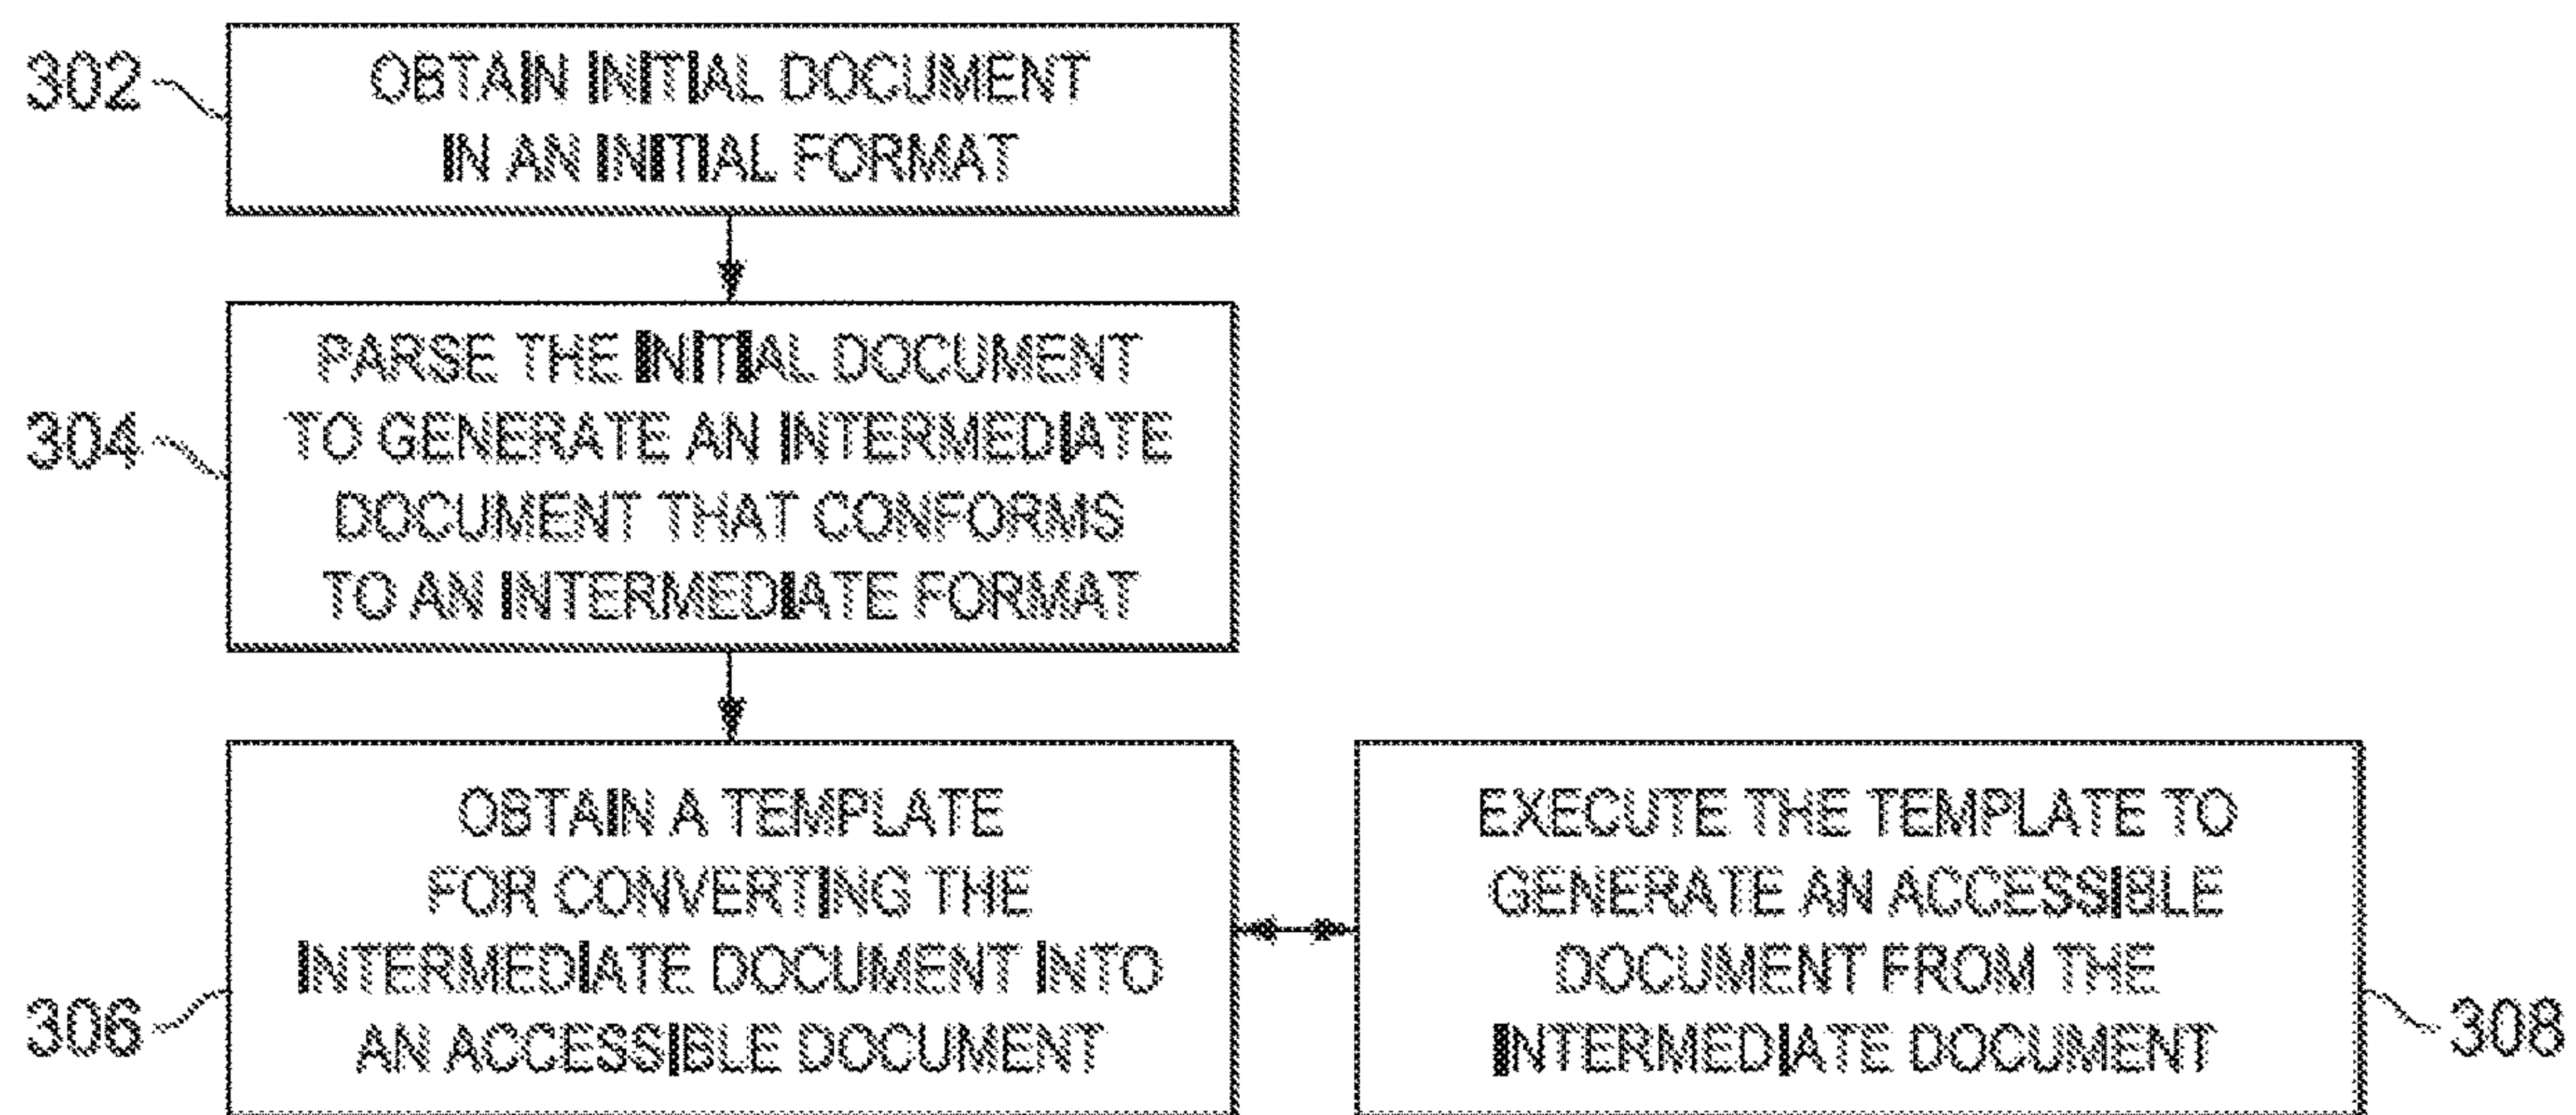 302
OBTAIN INITIAL DOCUMENT
IN AN INITIAL FORMAT
304
PARSE THE INITIAL DOCUMENT
TO GENERATE AN INTERMEDIATE
DOCUMENT THAT CONFORMS
TO AN INTERMEDIATE FORMAT
306
OBTAIN A TEMPLATE
FOR CONVERTING THE
INTERMEDIATE DOCUMENT INTO
AN ACCESSIBLE DOCUMENT
EXECUTE THE TEMPLATE TO
GENERATE AN ACCESSIBLE
DOCUMENT FROM THE
INTERMEDIATE DOCUMENT
308